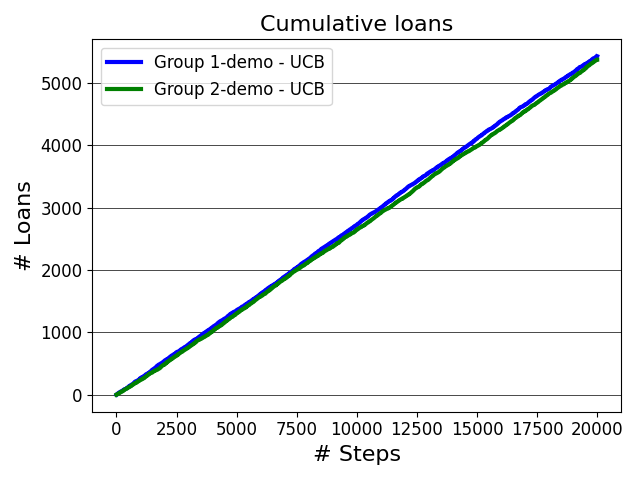 Cumulative loans
Group 1-demo - UCB
Group 2-demo - UCB
# Loans
5000
4000
3000
2000
1000
0
0 2500 5000 7500 10000 12500 15000 17500 20000
# Steps